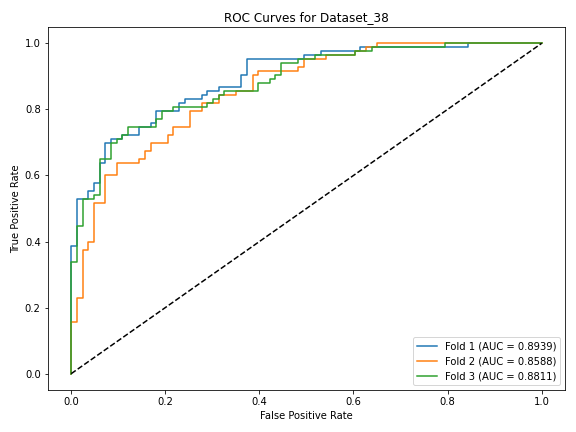 ROC Curves for Dataset_38
True Positive Rate
1.0
0.8
0.6
0.4
0.2
0.0
0.0 0.2 0.4 0.6 0.8 1.0
False Positive Rate
Fold 1 (AUC = 0.8939)
Fold 2 (AUC = 0.8588)
Fold 3 (AUC = 0.8811)